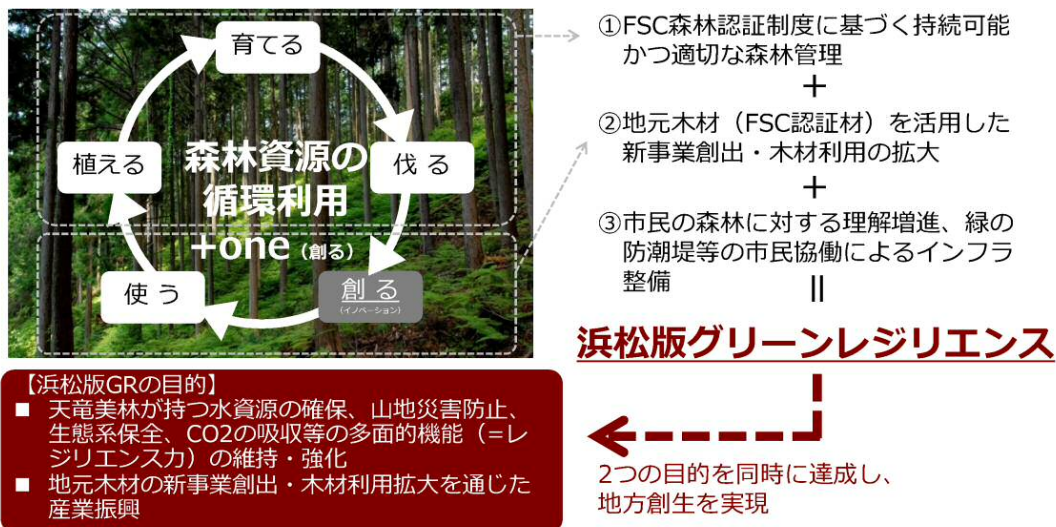 育てる
植える
伐 る
森林資源の
循環利用
+one（創る）
使 う
創 る
（イノベーション）
①FSC森林認証制度に基づく持続可能
かつ適切な森林管理
＋
②地元木材（FSC認証材）を活用した
新事業創出・木材利用の拡大
＋
③市民の森林に対する理解増進、緑の
防潮堤等の市民協働によるインフラ
整備
||
浜松版グリーンレジリエンス
【浜松版GRの目的】
■ 天竜美林が持つ水資源の確保、山地災害防止、
生態系保全、CO2の吸収等の多面的機能（=レ
ジリエンス力）の維持・強化
■ 地元木材の新事業創出・木材利用拡大を通じた
産業振興
2つの目的を同時に達成し、
地方創生を実現